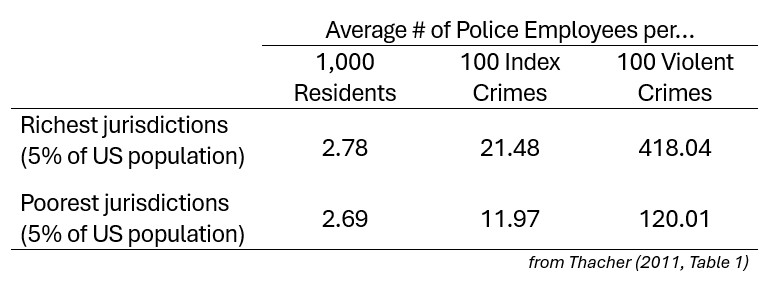 Average # of Police Employees per...
1,000 100 Index 100 Violent
Residents Crimes Crimes
Richest jurisdictions
(5% of US population) 2.78 21.48 418.04
Poorest jurisdictions
(5% of US population) 2.69 11.97 120.01
from Thacher (2011, Table 1)